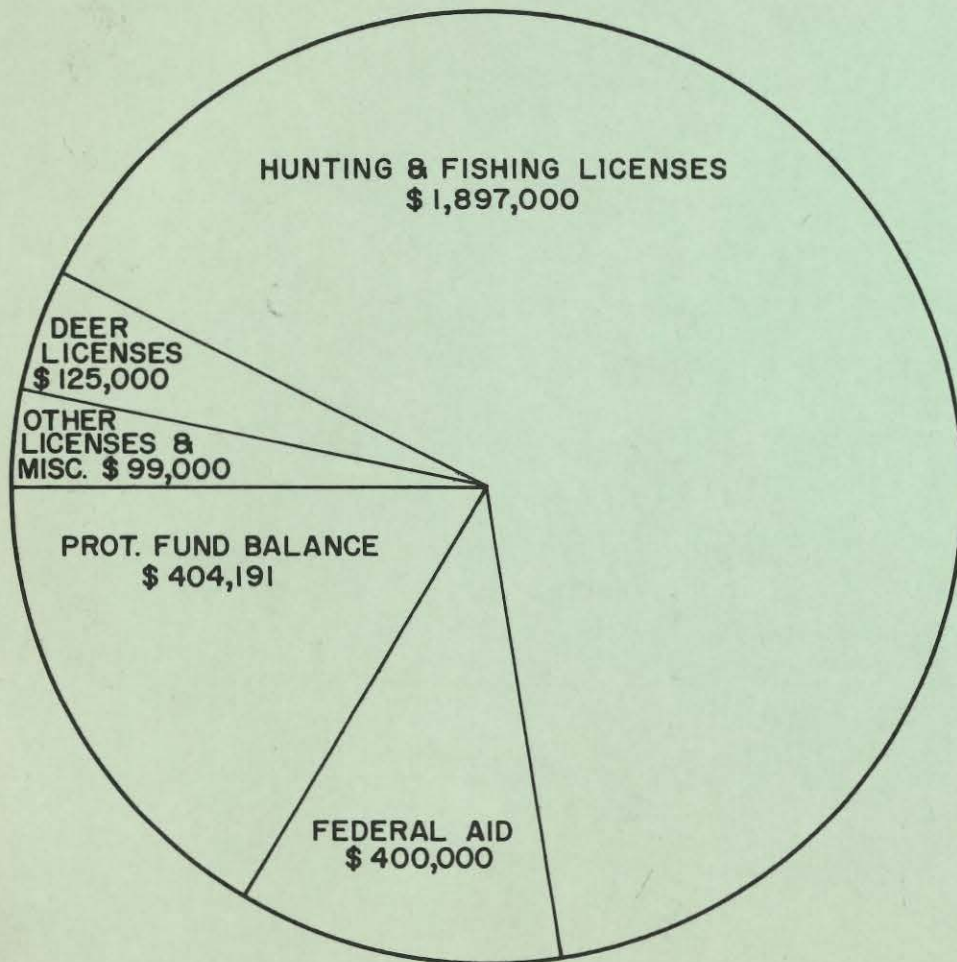 HUNTING & FISHING LICENSES
$ 1,897,000
DEER
LICENSES
$ 125,000
OTHER
LICENSES &
MISC. $ 99,000
PROT. FUND BALANCE
$ 404,191
FEDERAL AID
$ 400,000